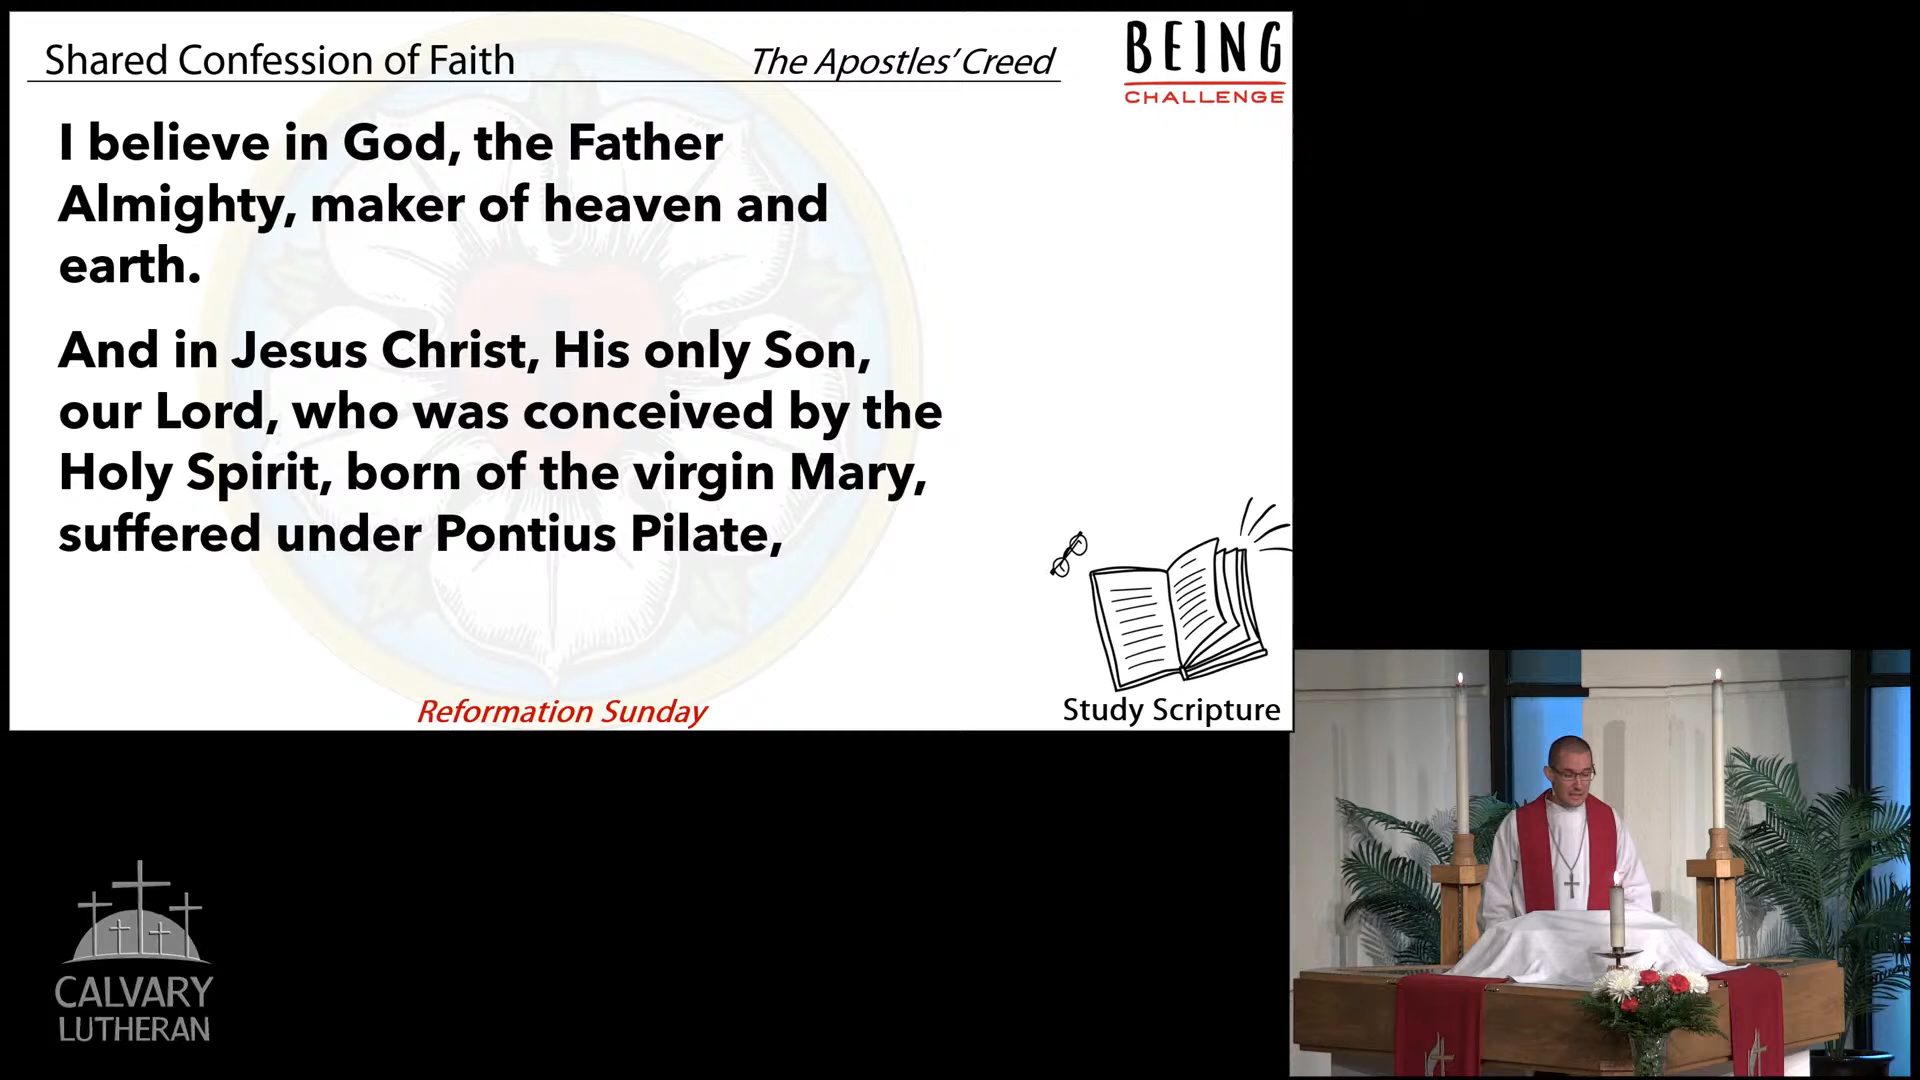 Shared Confession of Faith
The Apostles' Creed
BEING
CHALLENGE
I believe in God, the Father
Almighty, maker of heaven and
earth.
And in Jesus Christ, His only Son,
our Lord, who was conceived by the
Holy Spirit, born of the virgin Mary,
suffered under Pontius Pilate,
Reformation Sunday
Study Scripture
CALVARY
LUTHERAN